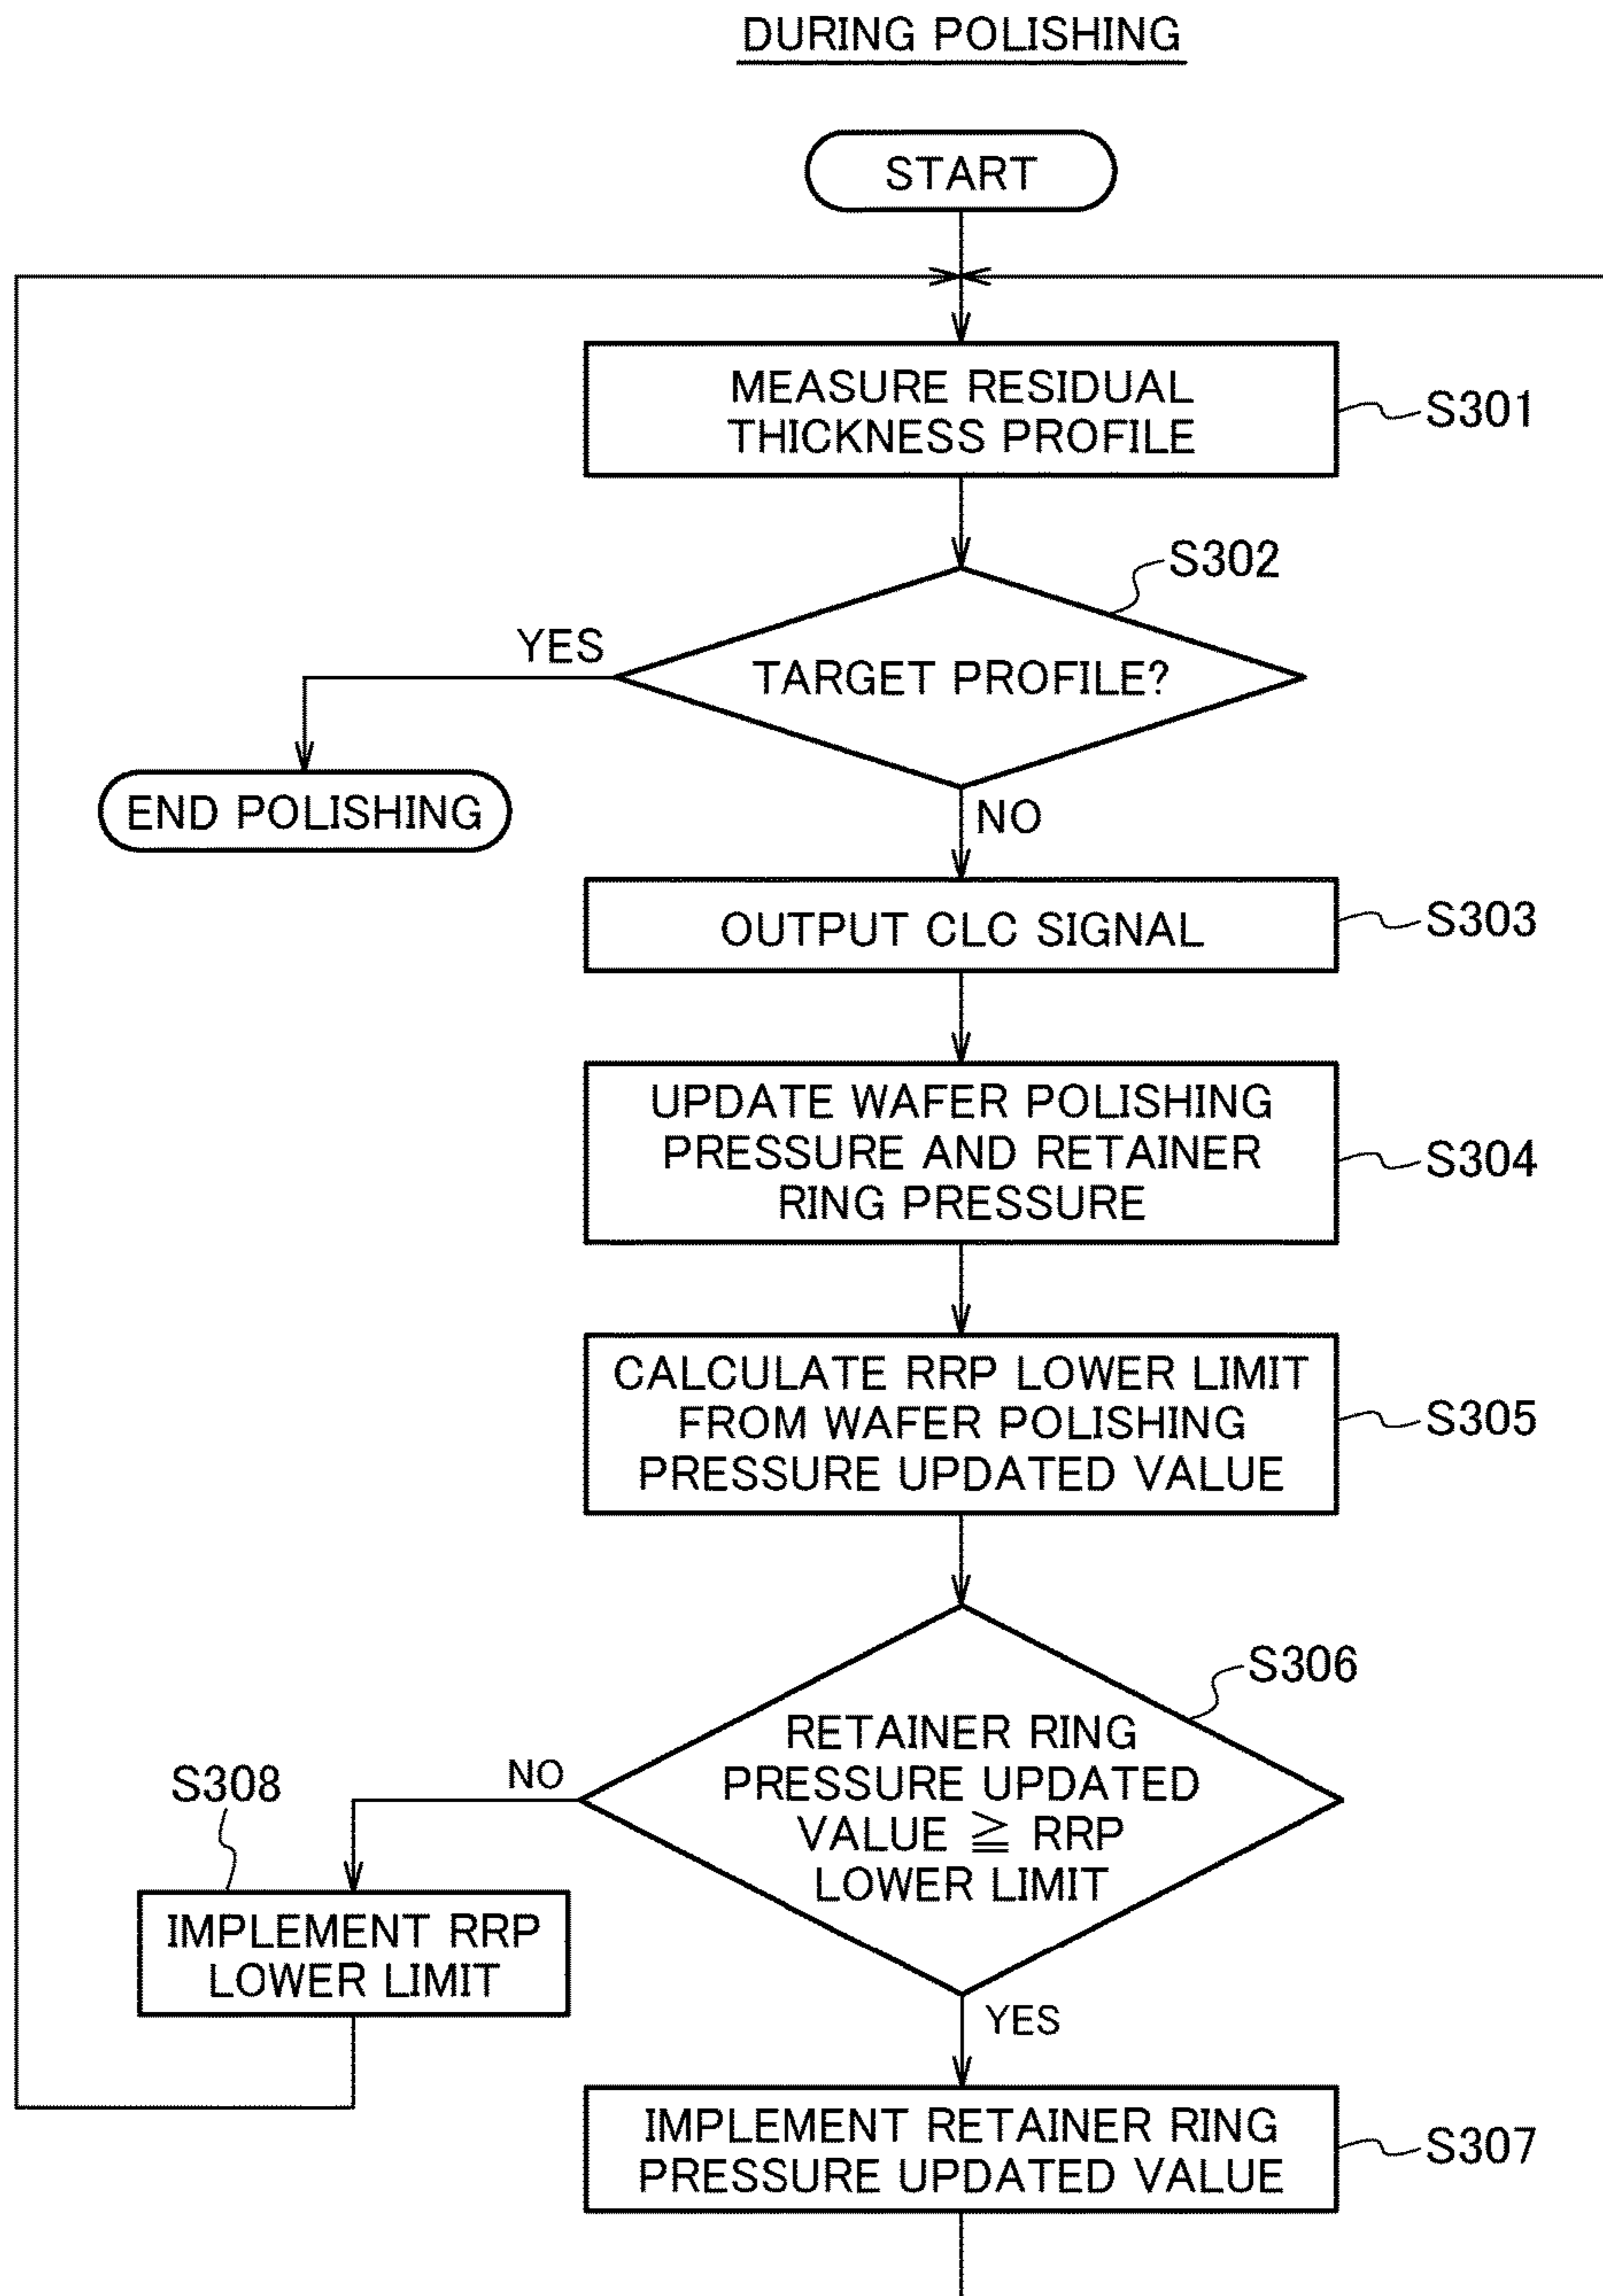 DURING POLISHING
START
MEASURE RESIDUAL
THICKNESS PROFILE
S301
S302
YES
TARGET PROFILE?
END POLISHING
NO
OUTPUT CLC SIGNAL
S303
UPDATE WAFER POLISHING
PRESSURE AND RETAINER
RING PRESSURE
S304
CALCULATE RRP LOWER LIMIT
FROM WAFER POLISHING
PRESSURE UPDATED VALUE
S305
S306
RETAINER RING
PRESSURE UPDATED
VALUE ≧ RRP
LOWER LIMIT
NO
S308
IMPLEMENT RRP
LOWER LIMIT
YES
IMPLEMENT RETAINER RING
PRESSURE UPDATED VALUE
S307